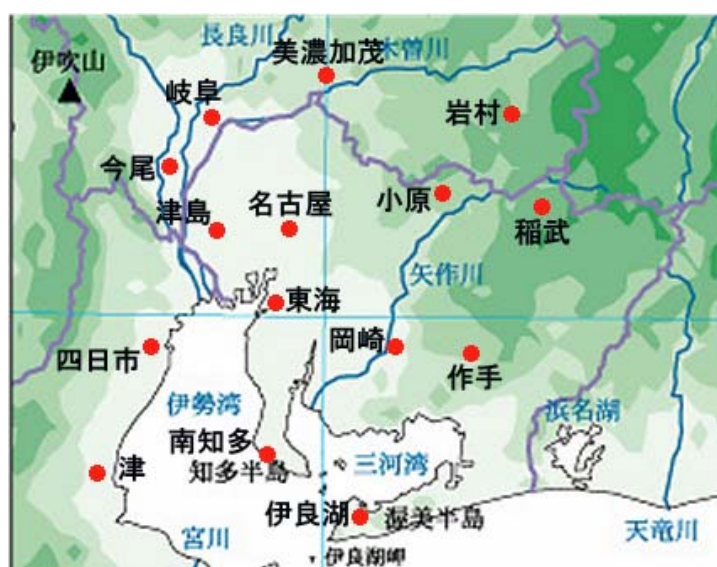 長良川
美濃加茂
木曽川
伊吹山
岐阜
岩村
今尾
小原
津島
名古屋
稲武
矢作川
東海
岡崎
四日市
作手
伊勢湾
浜名湖
南知多
知多半島
三河湾
津
伊良湖
渥美半島
天竜川
宮川
伊良湖岬